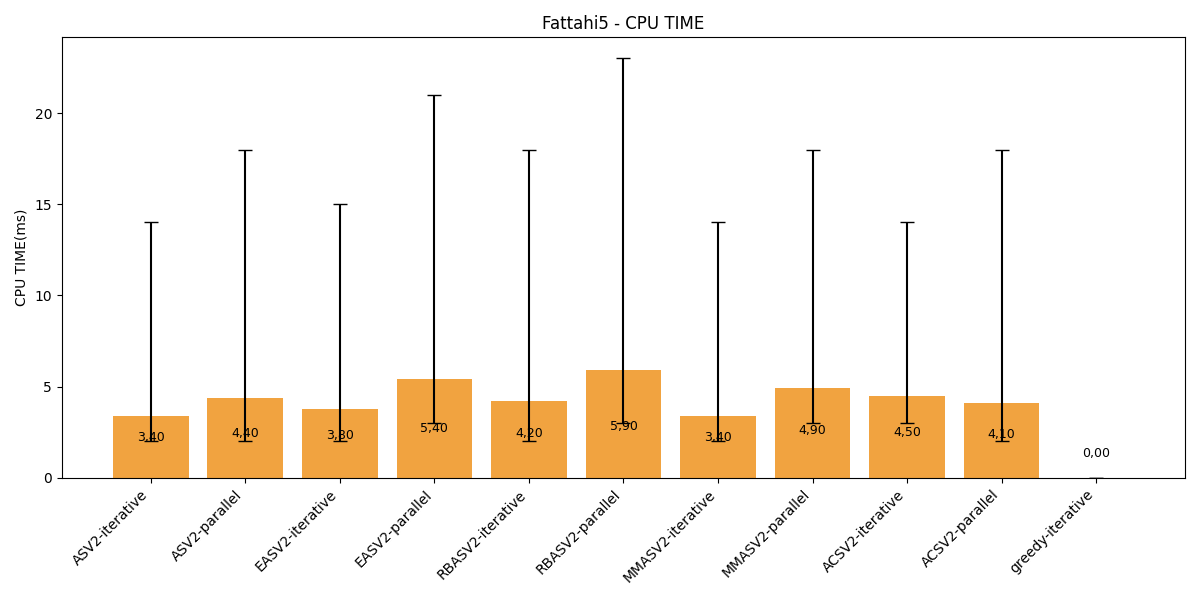 Fattahi5 - CPU TIME
CPU TIME(ms)
20
15
10
5
0
3,40
4,40
3,80
5,40
4,20
5,90
3,40
4,90
4,50
4,10
0,00
ASV2-iterative
ASV2-parallel
EASV2-iterative
EASV2-parallel
RBASV2-iterative
RBASV2-parallel
MMASV2-iterative
MMASV2-parallel
ACSV2-iterative
ACSV2-parallel
greedy-iterative